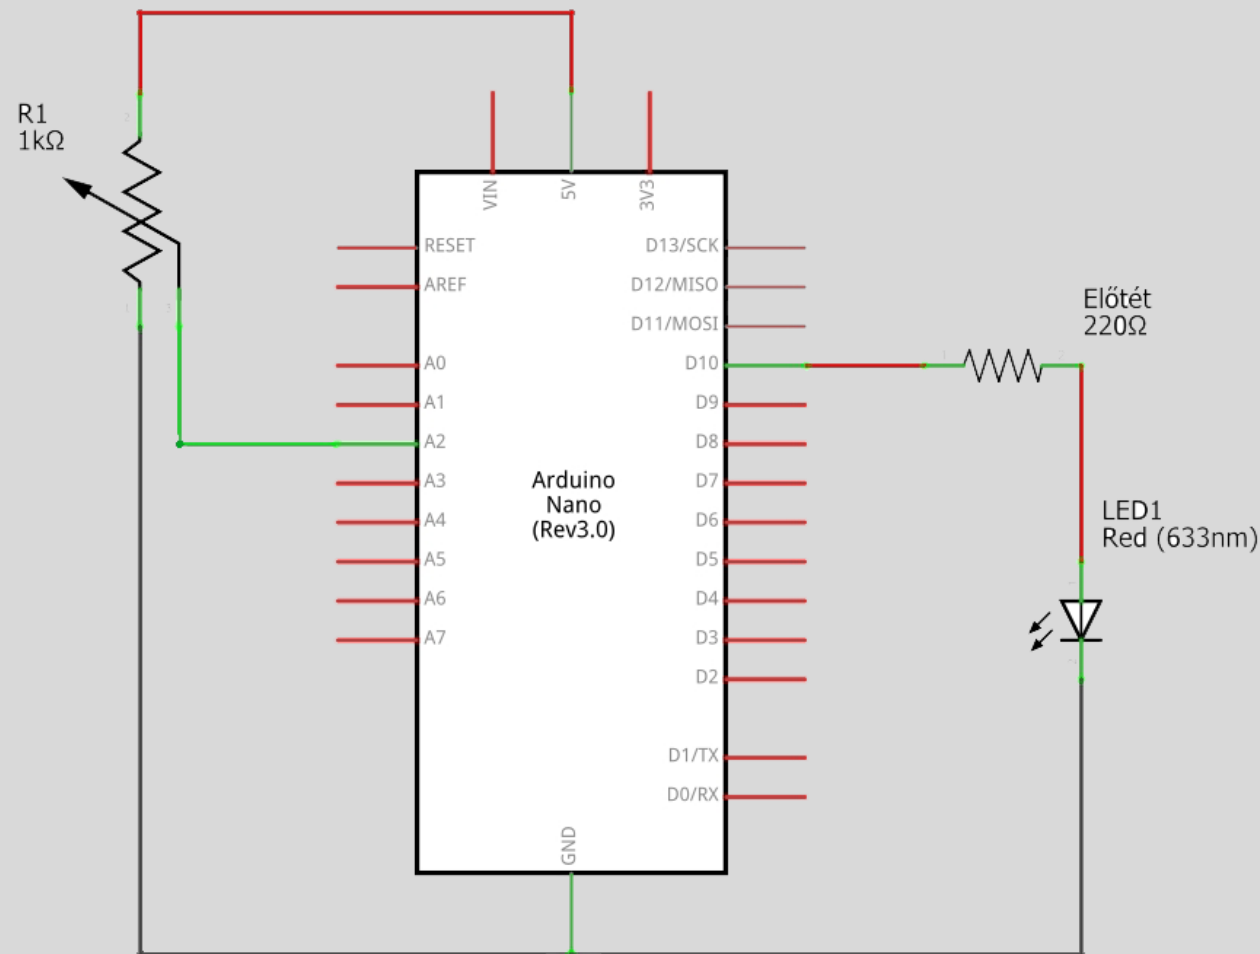 R1
1kΩ
VIN
5V
3V3
RESET
AREF
A0
A1
A2
A3
A4
A5
A6
A7
D13/SCK
D12/MISO
D11/MOSI
D10
D9
D8
D7
D6
D5
D4
D3
D2
D1/TX
D0/RX
GND
Arduino
Nano
(Rev3.0)
Előtét
220Ω
LED1
Red (633nm)